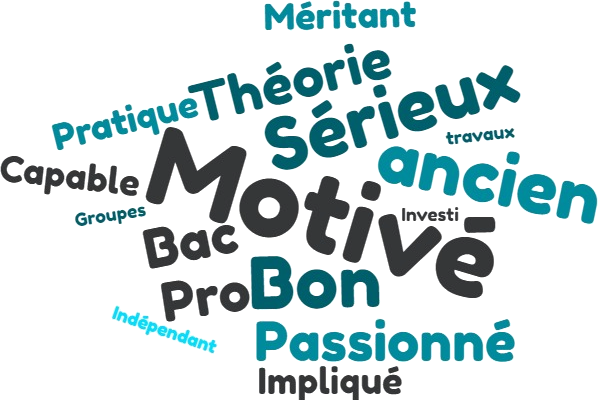 Méritant
Théorie
Pratique
Sérieux
travaux
Capable
Motivé
ancien
Groupes
Investi
Bac
Pro
Bon
Indépendant
Passionné
Impliqué